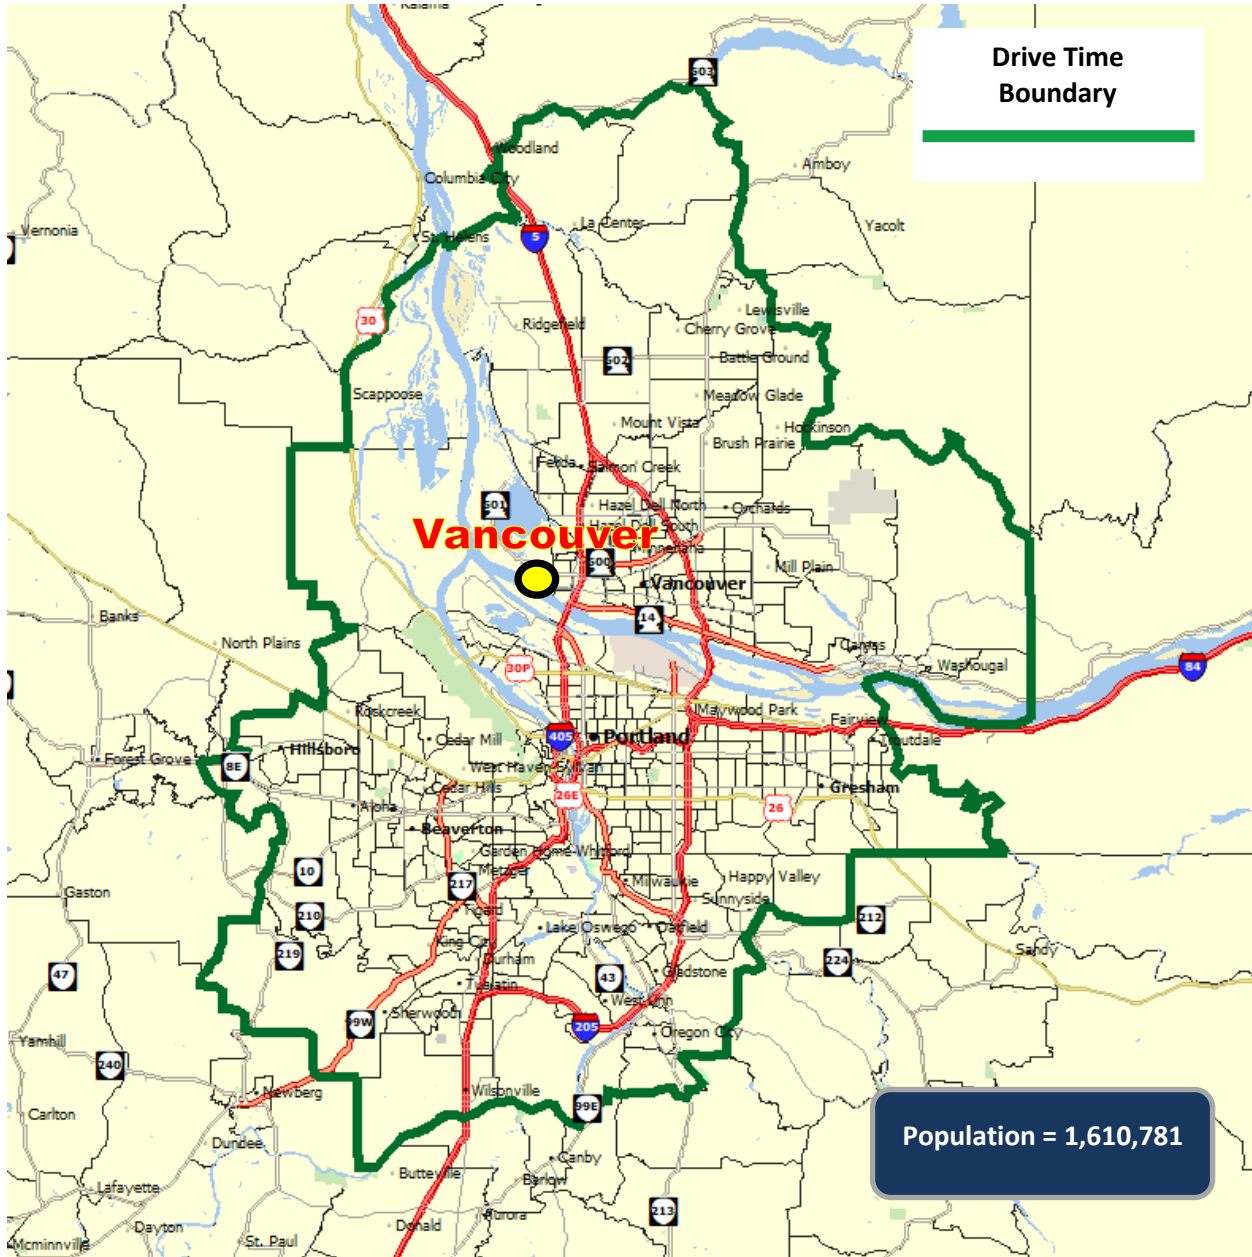 Kalama
Drive Time
Boundary
503
Woodland
Amboy
Columbia City
La Center
Yacolt
Vernonia
St. Helens
5
30
Lewisville
Ridgefield
Cherry Grove
502
Battle Ground
Scappoose
Meadow Glade
Mount Vista
Hockinson
Brush Prairie
Felida
Salmon Creek
501
Hazel Dell North
Orchards
Hazel Dell South
Vancouver
Minnehaha
500
Mill Plain
Vancouver
Banks
14
North Plains
Camas
Washougal
30P
84
Rockcreek
Maywood Park
Fairview
Cedar Mill
405
Portland
Troutdale
Hillsboro
Forest Grove
8E
West Haven-Sylvan
Cedar Hills
26E
Gresham
Aloha
26
Beaverton
Garden Home-Whitford
10
Metzger
217
Milwaukie
Happy Valley
Gaston
Sunnyside
210
Tigard
212
Lake Oswego
Oatfield
King City
219
Durham
224
Sandy
47
Gladstone
43
Tualatin
West Linn
Sherwood
99W
205
Oregon City
Yamhill
240
Newberg
Wilsonville
99E
Carlton
Population = 1,610,781
Dundee
Canby
Butteville
Barlow
Lafayette
Aurora
213
Donald
Dayton
St. Paul
Mcminnville